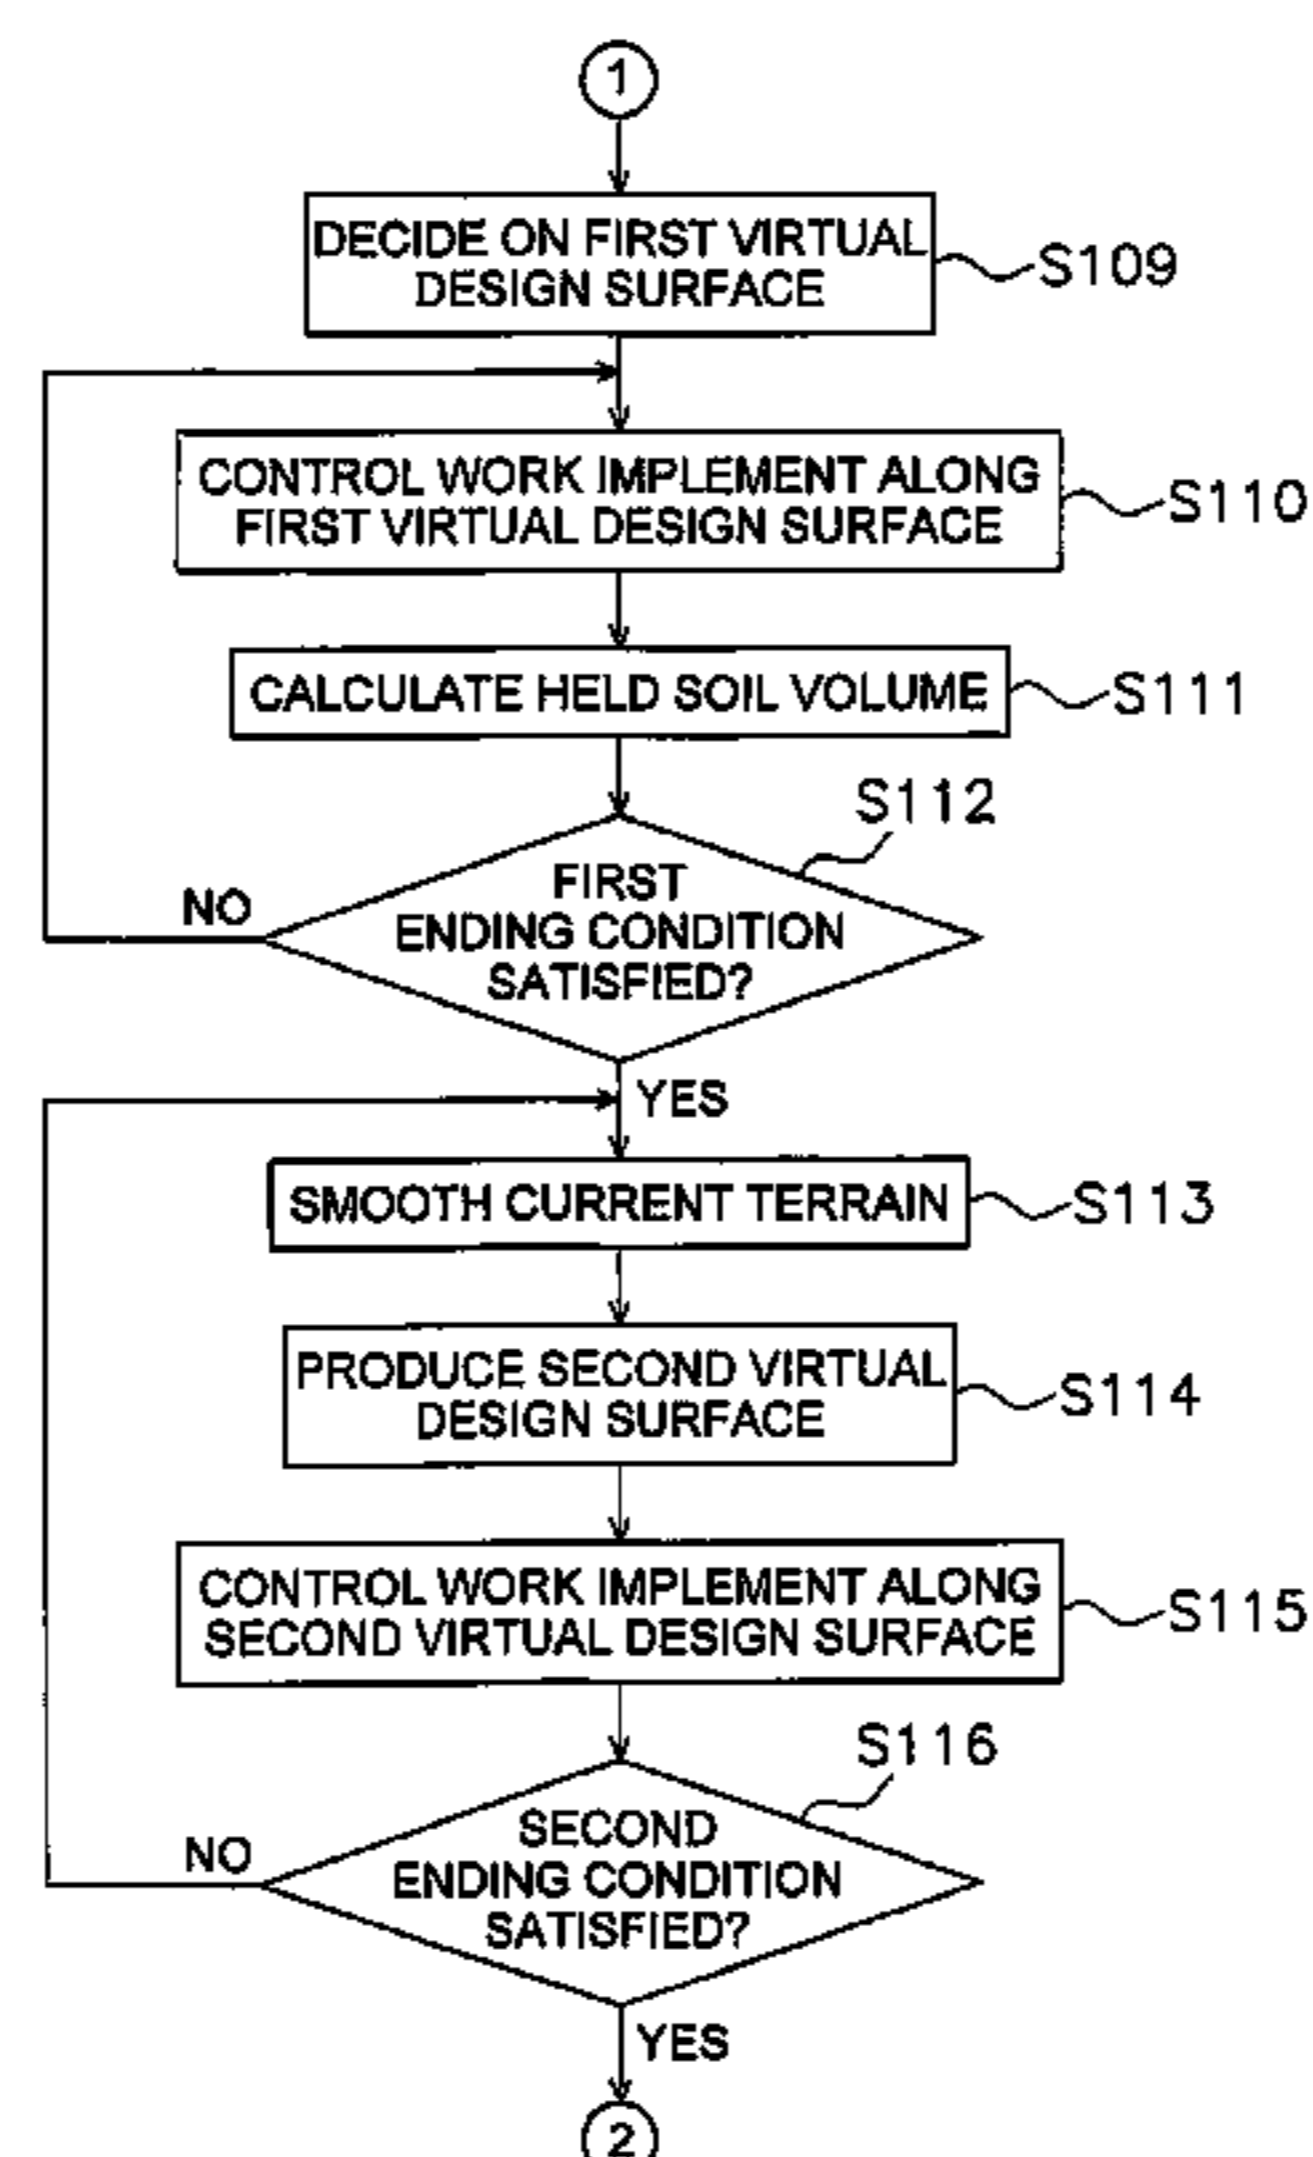 1
DECIDE ON FIRST VIRTUAL
DESIGN SURFACE
S109
CONTROL WORK IMPLEMENT ALONG
FIRST VIRTUAL DESIGN SURFACE
S110
CALCULATE HELD SOIL VOLUME
S111
S112
FIRST
ENDING CONDITION
SATISFIED?
NO
YES
SMOOTH CURRENT TERRAIN
S113
PRODUCE SECOND VIRTUAL
DESIGN SURFACE
S114
CONTROL WORK IMPLEMENT ALONG
SECOND VIRTUAL DESIGN SURFACE
S115
S116
SECOND
ENDING CONDITION
SATISFIED?
NO
YES
2